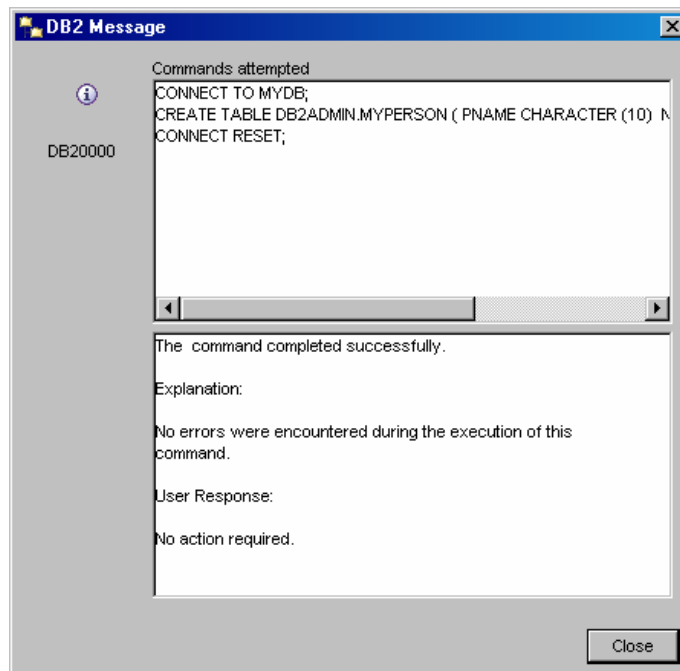 DB2 Message
Commands attempted
CONNECT TO MYDB;
CREATE TABLE DB2ADMIN.MYPERSON ( PNAME CHARACTER (10)
CONNECT RESET;
DB20000
The  command completed successfully.
Explanation:
No errors were encountered during the execution of this
command.
User Response:
No action required.
Close